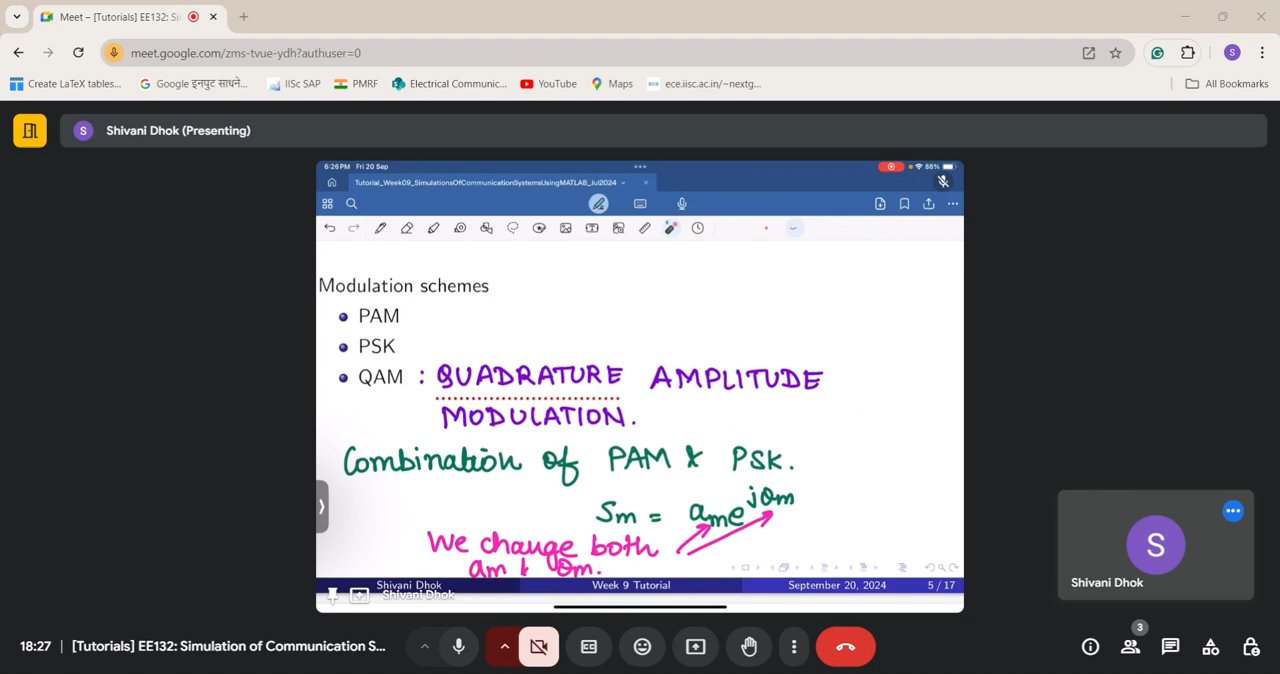 Meet – [Tutorials] EE132: Si
meet.google.com/zms-tvue-ydh?authuser=0
S
Create LaTeX tables...
Google इनपुट साधने...
IISc SAP
PMRF
Electrical Communic...
YouTube
Maps
ece.iisc.ac.in/~nextg...
All Bookmarks
S
Shivani Dhok (Presenting)
6:26 PM Fri 20 Sep
86%
Tutorial_Week09_SimulationsOfCommunicationSystemsUsingMATLAB_Jul2024
Modulation schemes
PAM
PSK
QAM : QUADRATURE AMPLITUDE
MODULATION.
Combination of PAM & PSK.
Sm = ame^jθm
We change both
am & θm.
Shivani Dhok
Week 9 Tutorial
September 20, 2024
5 / 17
Shivani Dhok
S
Shivani Dhok
18:27 | [Tutorials] EE132: Simulation of Communication S...
3